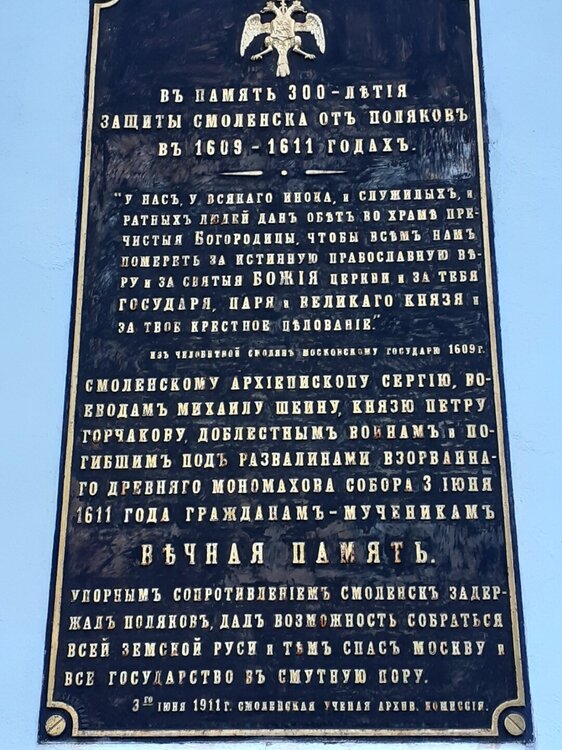 ВЪ ПАМЯТЬ 300-ЛѢТІЯ
ЗАЩИТЫ СМОЛЕНСКА ОТЪ ПОЛЯКОВЪ
ВЪ 1609-1611 ГОДАХЪ.
"У НАСЪ, У ВСЯКАГО ИНОКА, И СЛУЖИЛЫХЪ, И
РАТНЫХЪ ЛЮДЕЙ ДАНЪ ОБѢТЪ ВО ХРАМѢ ПРЕ-
ЧИСТЫЯ БОГОРОДИЦЫ, ЧТОБЫ ВСѢМЪ НАМЪ
ПОМЕРЕТЬ ЗА ИСТИННУЮ ПРАВОСЛАВНУЮ ВѢ-
РУ И ЗА СВЯТЫЯ БОЖІЯ ЦЕРКВИ, И ЗА ТЕБЯ
ГОСУДАРЯ, ЦАРЯ И ВЕЛИКАГО КНЯЗЯ И
ЗА ТВОЕ КРЕСТНОЕ ЦѢЛОВАНІЕ."
ИЗЪ ЧЕЛОБИТНОЙ СМОЛЯНЪ МОСКОВСКОМУ ГОСУДАРЮ 1609 Г.
СМОЛЕНСКОМУ АРХІЕПИСКОПУ СЕРГІЮ, ВО-
ЕВОДАМЪ МИХАИЛУ ШЕИНУ, КНЯЗЮ ПЕТРУ
ГОРЧАКОВУ, ДОБЛЕСТНЫМЪ ВОИНАМЪ И ПО-
ГИБШИМЪ ПОДЪ РАЗВАЛИНАМИ ВЗОРВАННА-
ГО ДРЕВНЯГО МОНОМАХОВА СОБОРА 3 ІЮНЯ
1611 ГОДА ГРАЖДАНАМЪ-МУЧЕНИКАМЪ
ВѢЧНАЯ ПАМЯТЬ.
УПОРНЫМЪ СОПРОТИВЛЕНІЕМЪ СМОЛЕНСК ЗАДЕР-
ЖАЛЪ ПОЛЯКОВЪ, ДАЛЪ ВОЗМОЖНОСТЬ СОБРАТЬСЯ
ВСЕЙ ЗЕМСКОЙ РУСИ И ТѢМЪ СПАСЪ МОСКВУ И
ВСЕ ГОСУДАРСТВО ВЪ СМУТНУЮ ПОРУ.
3ГО ІЮНЯ 1911 Г. СМОЛЕНСКАЯ УЧЕНАЯ АРХИВ. КОМИССІЯ.